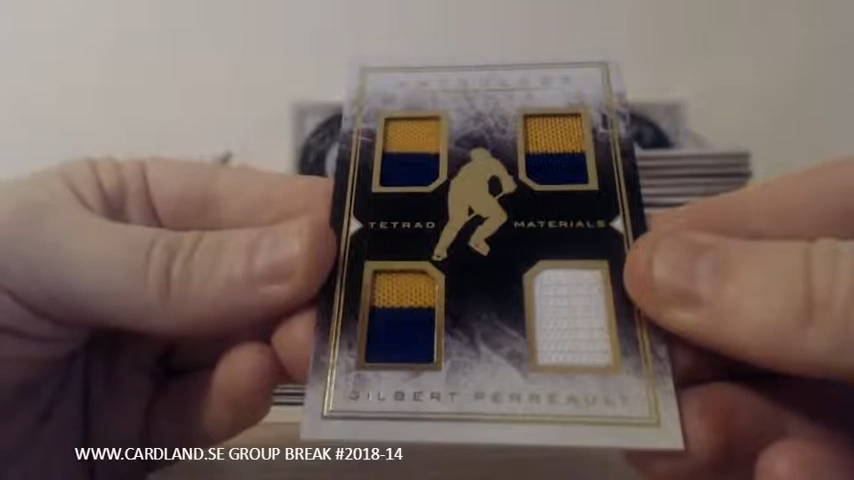 TETRAD MATERIALS
GILBERT PERREAULT
WWW.CARDLAND.SE GROUP BREAK #2018-14